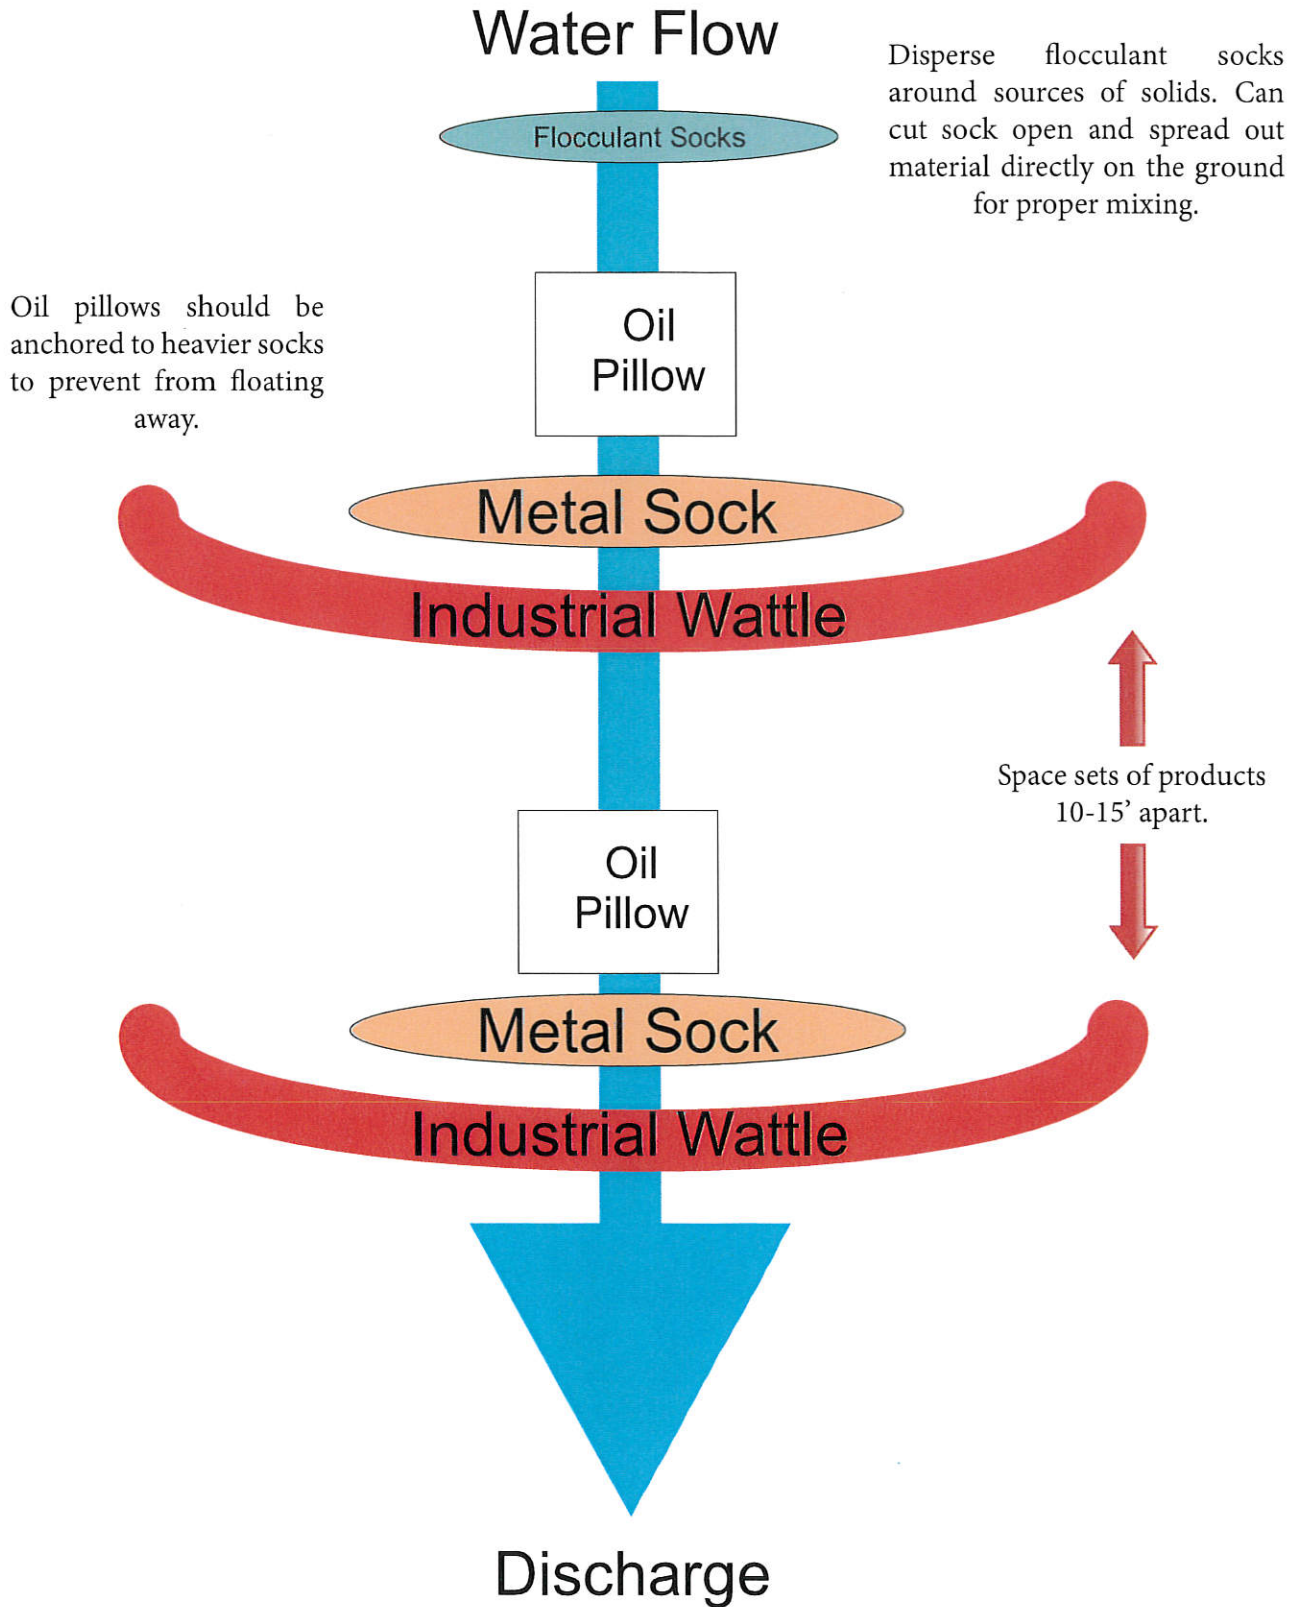 Water Flow
Disperse flocculant socks
around sources of solids. Can
cut sock open and spread out
material directly on the ground
for proper mixing.
Flocculant Socks
Oil pillows should be
anchored to heavier socks
to prevent from floating
away.
Oil
Pillow
Metal Sock
Industrial Wattle
Space sets of products
10-15’ apart.
Oil
Pillow
Metal Sock
Industrial Wattle
Discharge